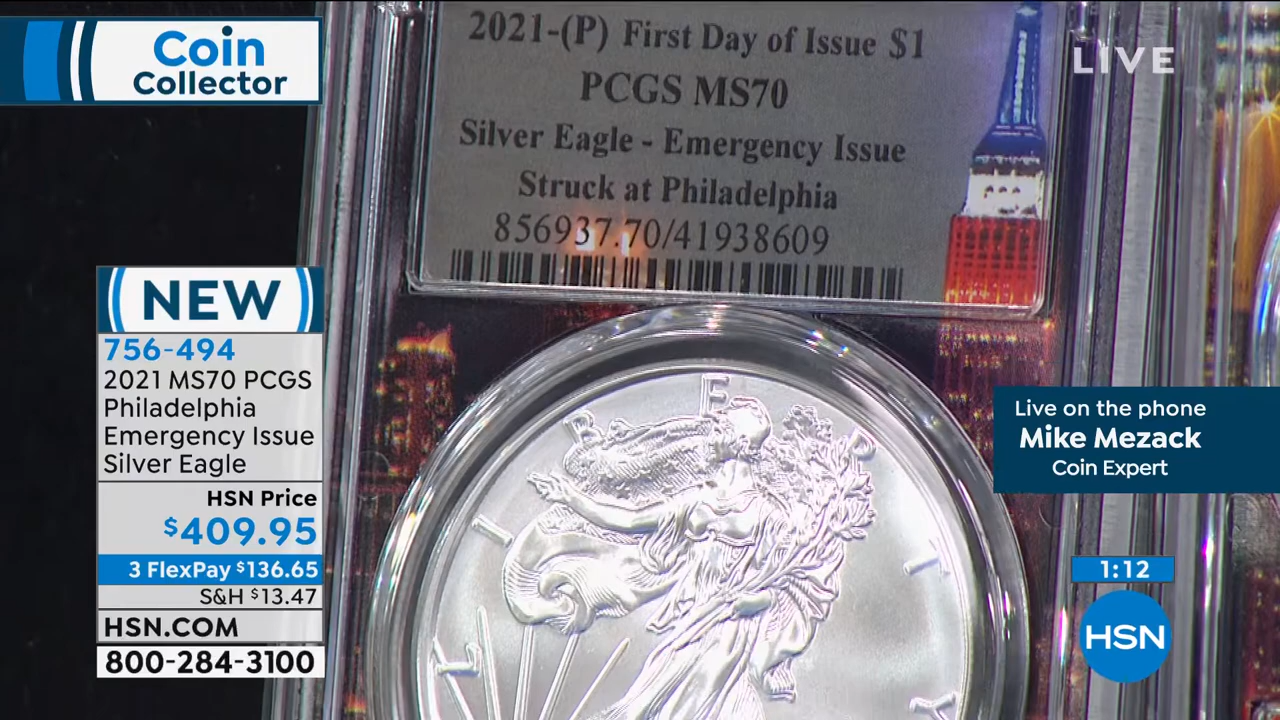 Coin
Collector
2021-(P) First Day of Issue $1
PCGS MS70
Silver Eagle - Emergency Issue
Struck at Philadelphia
856937.70/41938609
LIVE
NEW
756-494
2021 MS70 PCGS
Philadelphia
Emergency Issue
Silver Eagle
HSN Price
$409.95
3 FlexPay $136.65
S&H $13.47
HSN.COM
800-284-3100
LIBERTY
Live on the phone
Mike Mezack
Coin Expert
1:12
HSN